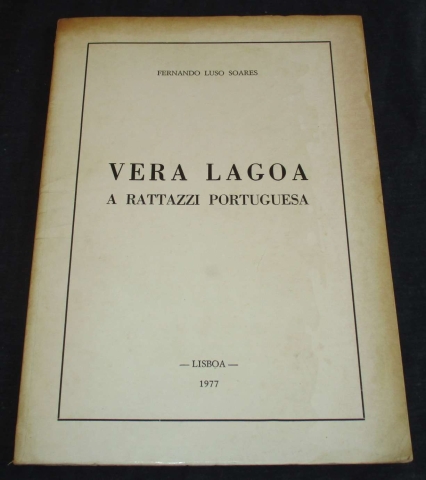 FERNANDO LUSO SOARES
VERA LAGOA
A RATTAZZI PORTUGUESA
— LISBOA —
1977